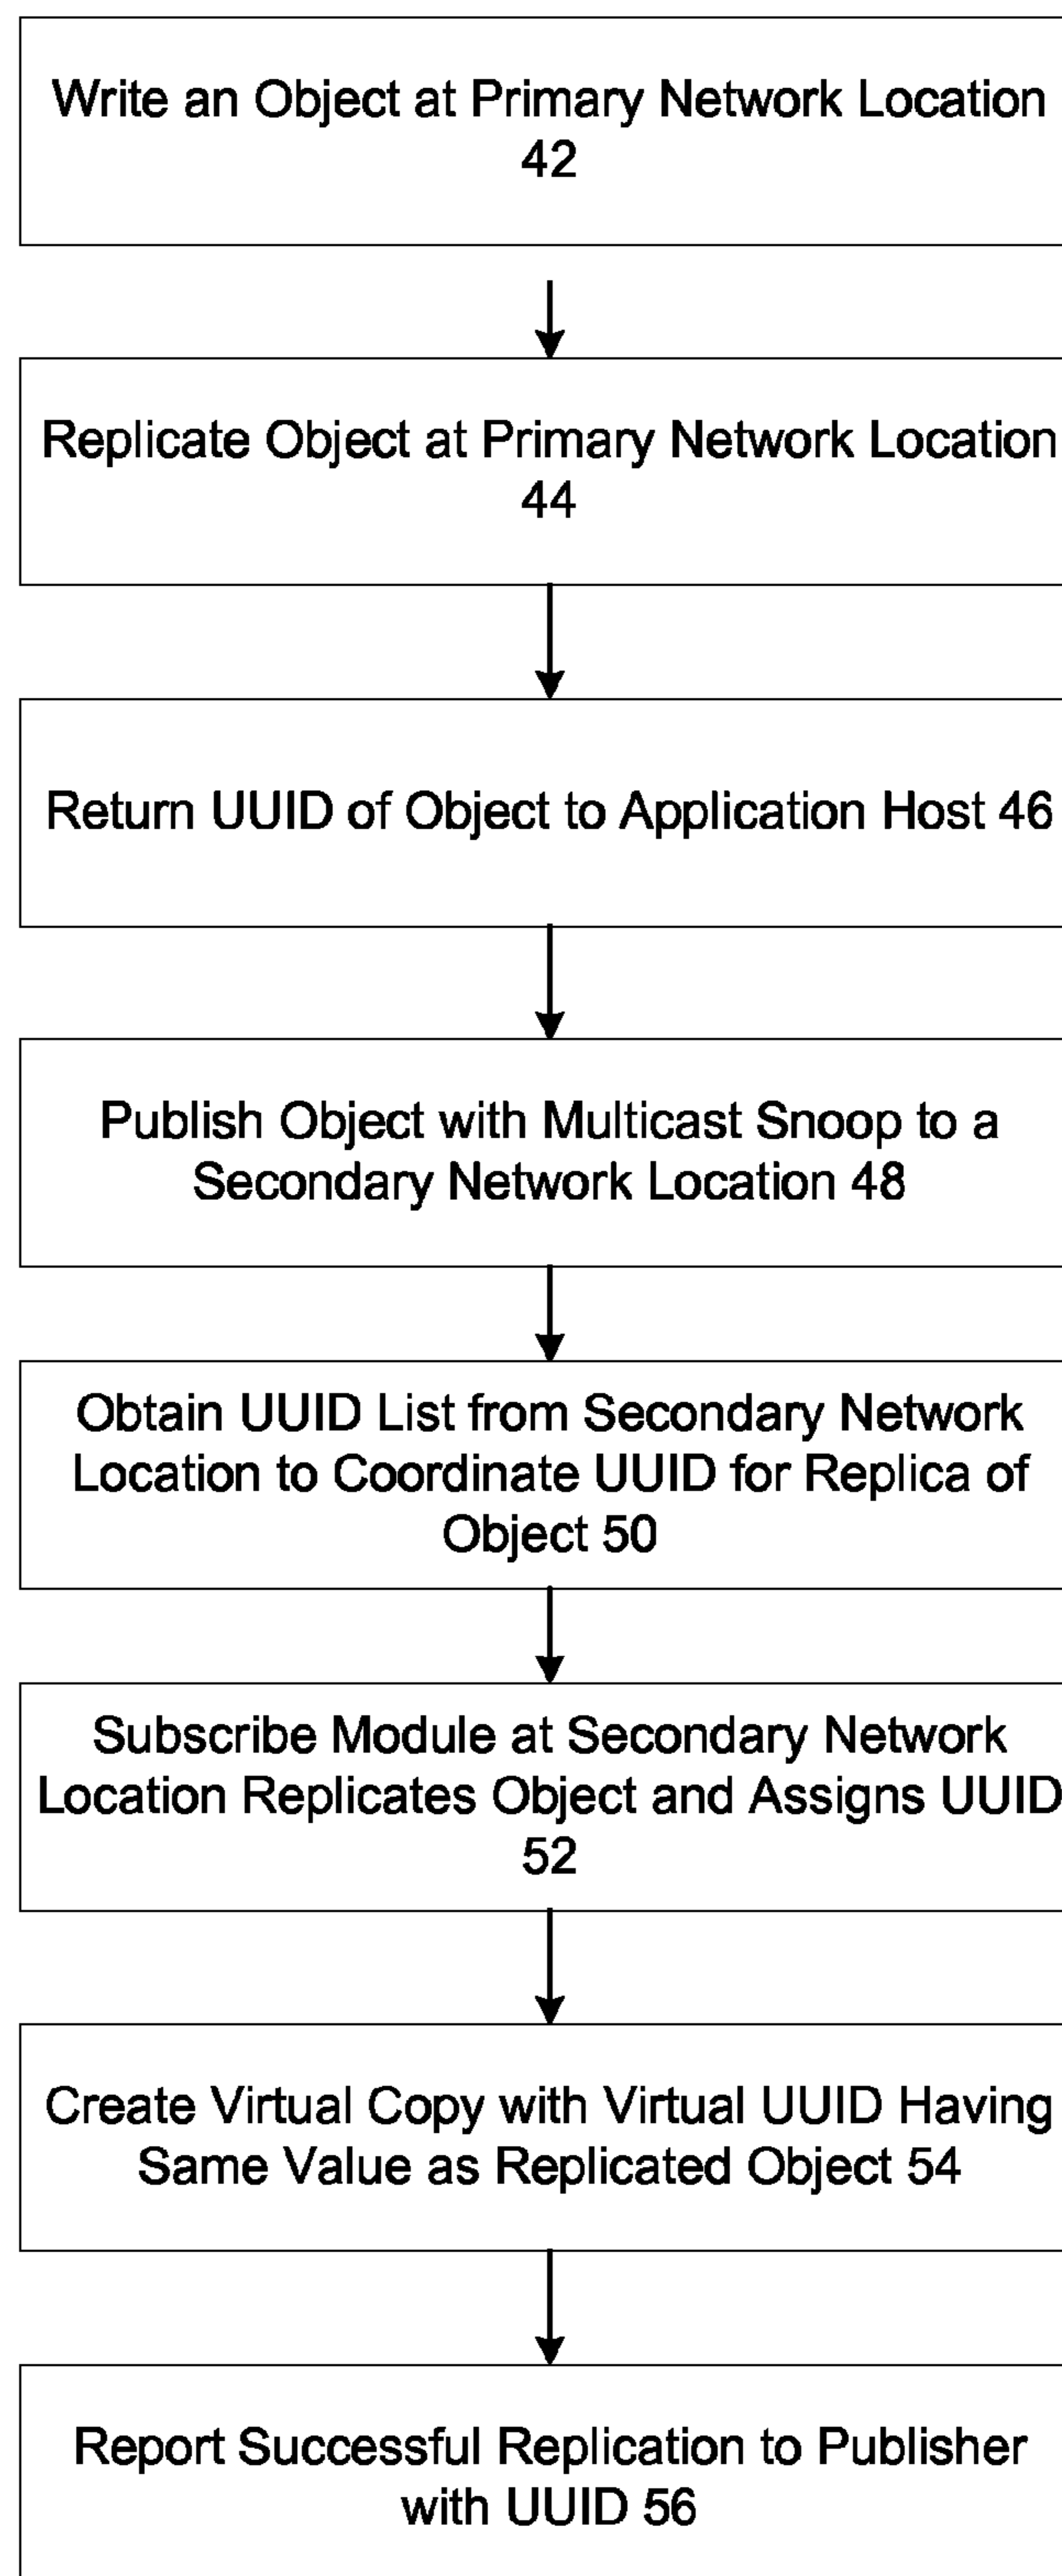 Write an Object at Primary Network Location
42
Replicate Object at Primary Network Location
44
Return UUID of Object to Application Host 46
Publish Object with Multicast Snoop to a
Secondary Network Location 48
Obtain UUID List from Secondary Network
Location to Coordinate UUID for Replica of
Object 50
Subscribe Module at Secondary Network
Location Replicates Object and Assigns UUID
52
Create Virtual Copy with Virtual UUID Having
Same Value as Replicated Object 54
Report Successful Replication to Publisher
with UUID 56